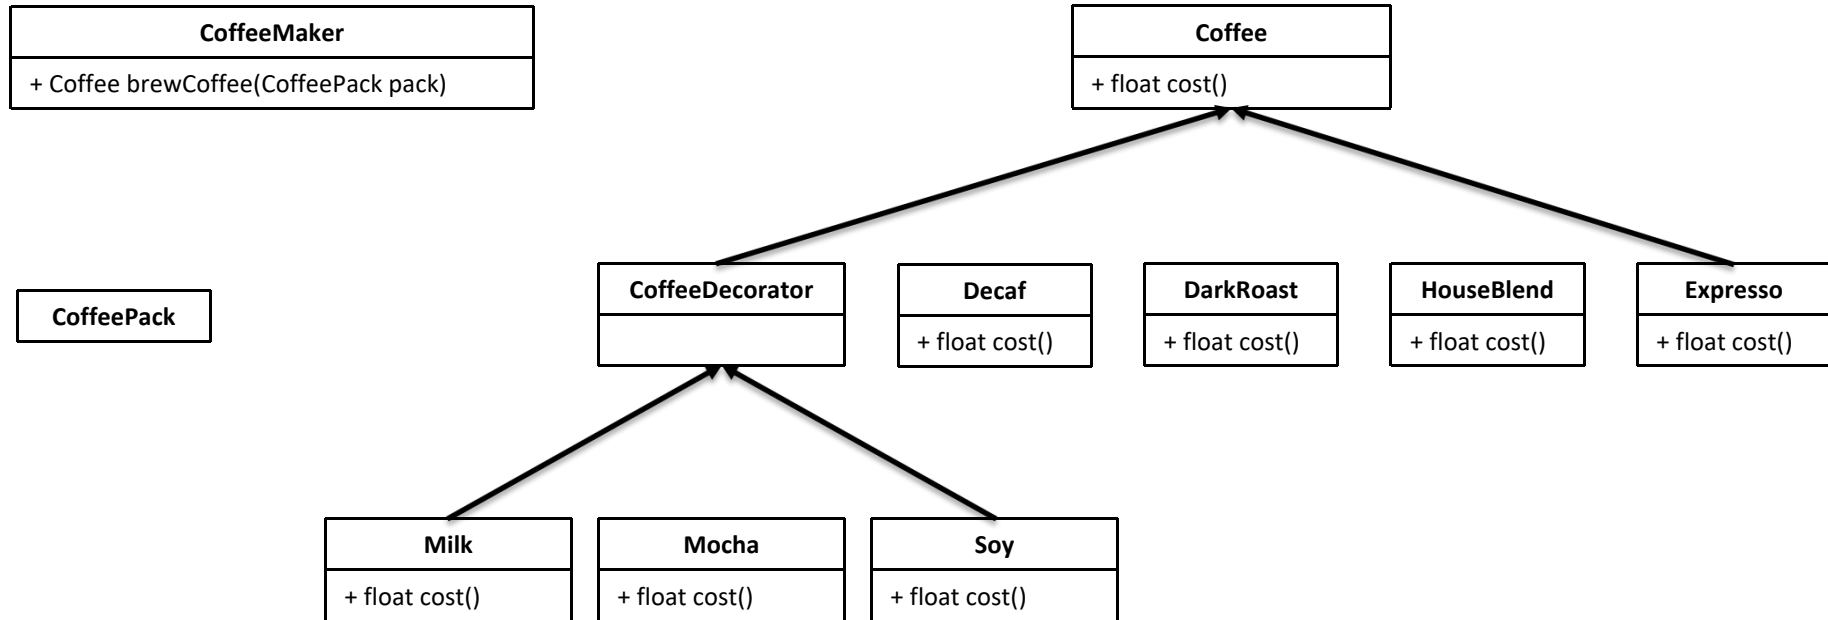 CoffeeMaker
+ Coffee brewCoffee(CoffeePack pack)
Coffee
+ float cost()
CoffeePack
CoffeeDecorator
Decaf
+ float cost()
DarkRoast
+ float cost()
HouseBlend
+ float cost()
Expresso
+ float cost()
Milk
+ float cost()
Mocha
+ float cost()
Soy
+ float cost()